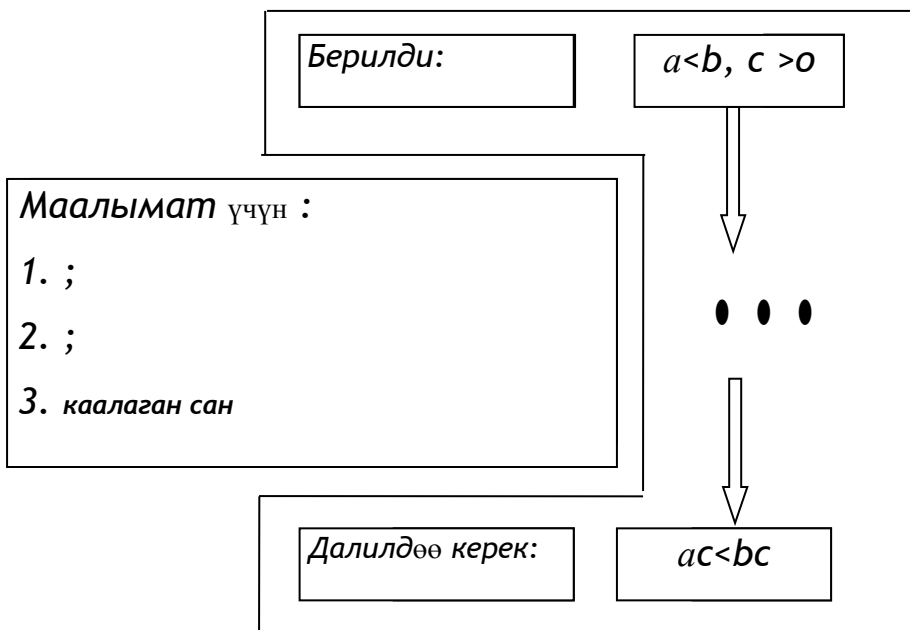 Берилди:
a<b, c >o
Маалымат үчүн :
1. ;
2. ;
3. каалаган сан
Далилдөө керек:
ac<bc